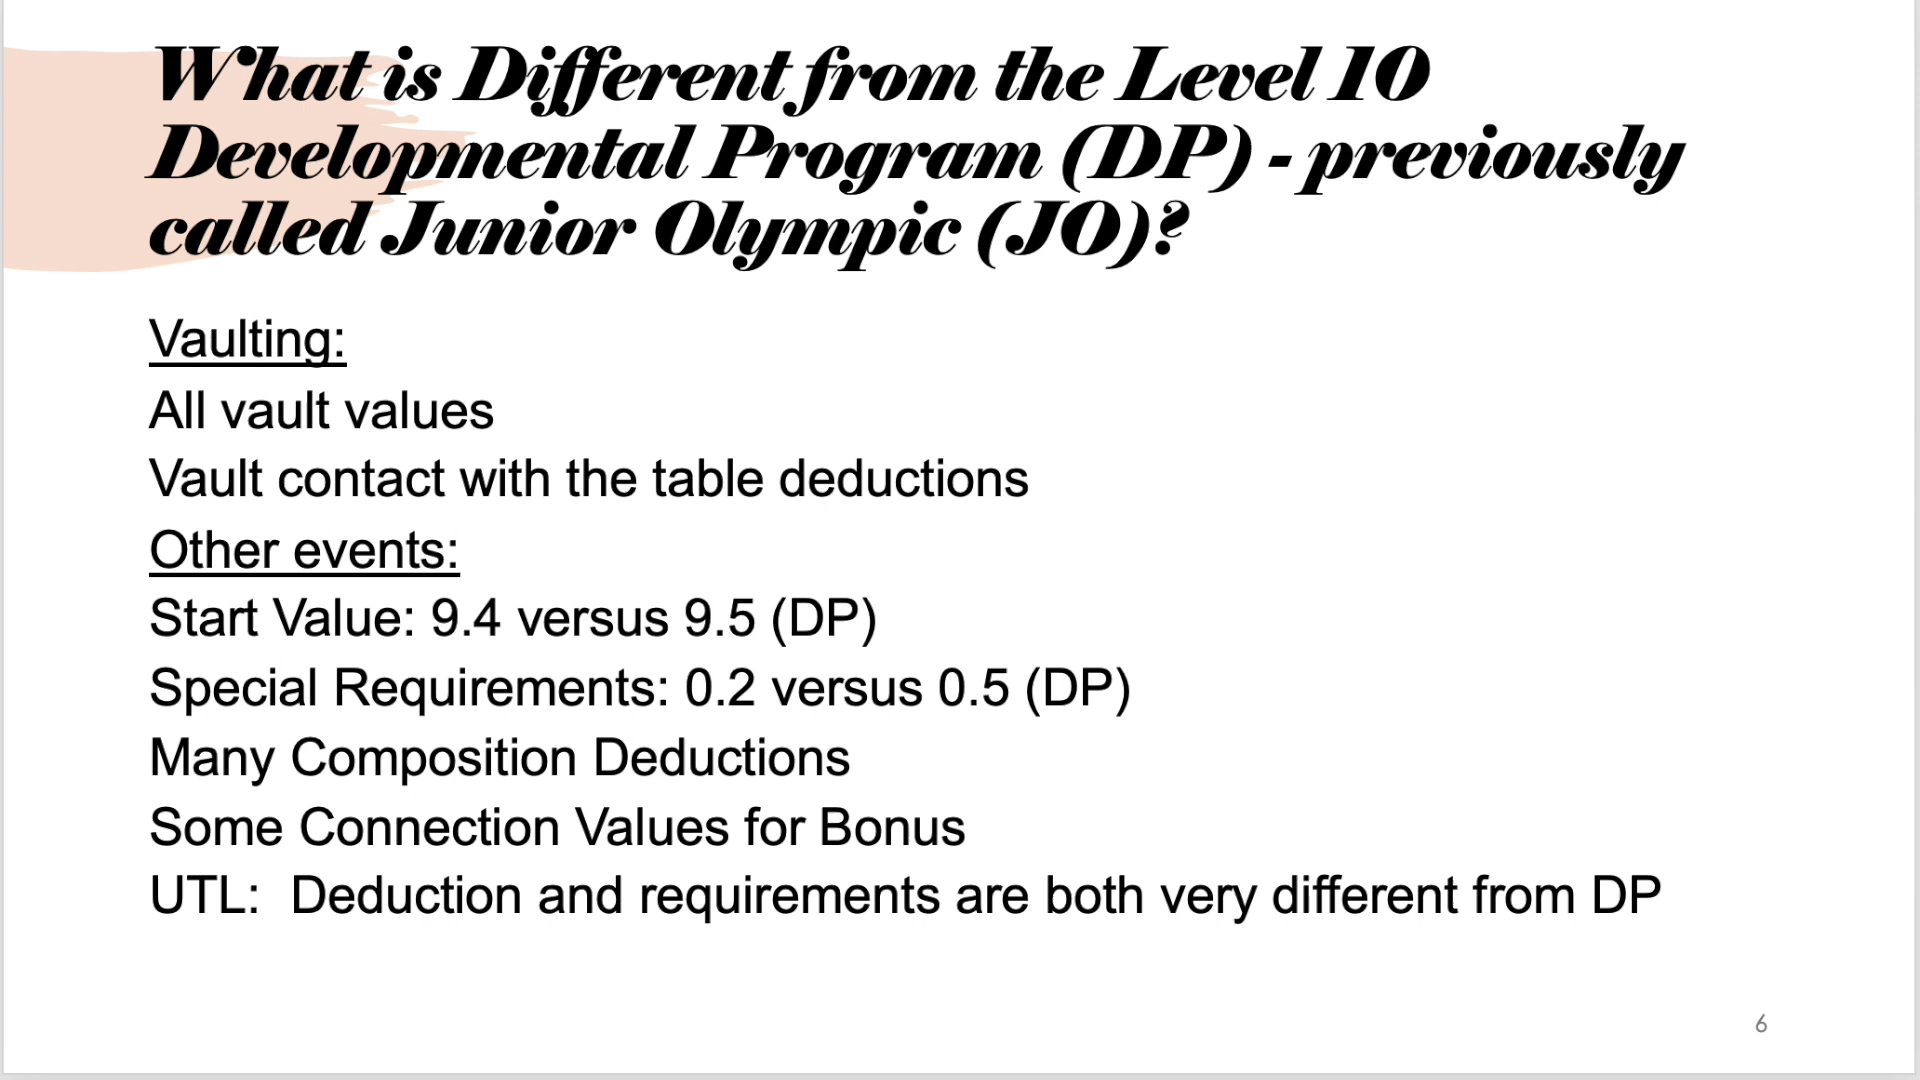 What is Different from the Level 10
Developmental Program (DP) - previously
called Junior Olympic (JO)?
Vaulting:
All vault values
Vault contact with the table deductions
Other events:
Start Value: 9.4 versus 9.5 (DP)
Special Requirements: 0.2 versus 0.5 (DP)
Many Composition Deductions
Some Connection Values for Bonus
UTL:  Deduction and requirements are both very different from DP
6